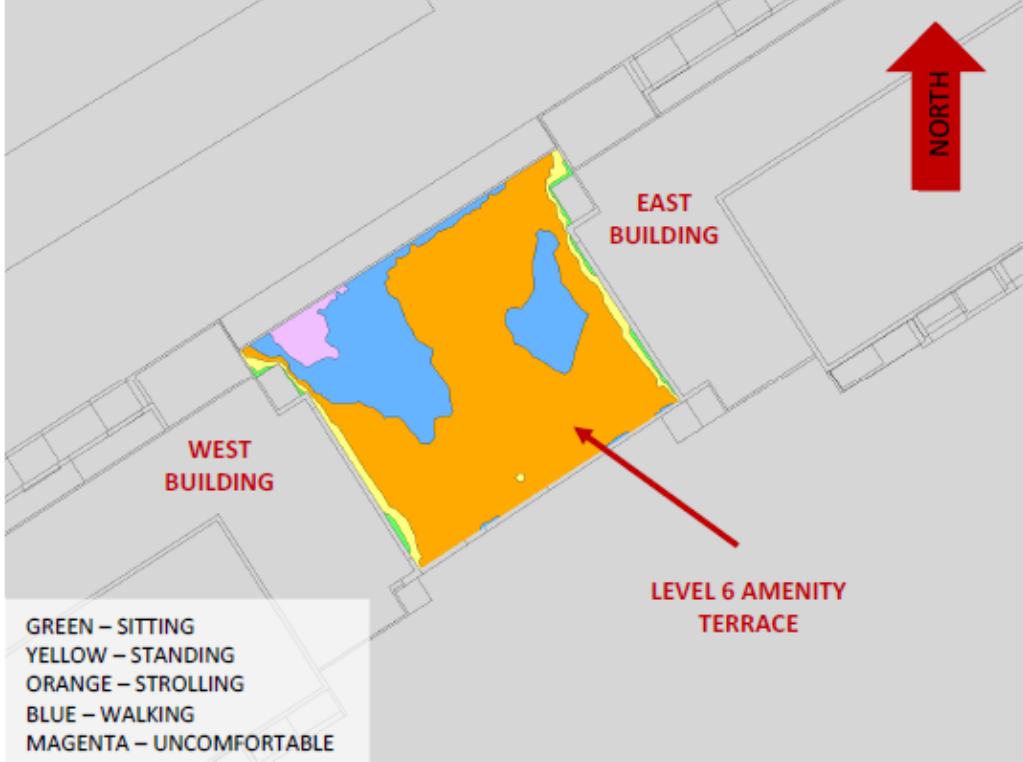 NORTH
EAST
BUILDING
WEST
BUILDING
LEVEL 6 AMENITY
TERRACE
GREEN – SITTING
YELLOW – STANDING
ORANGE – STROLLING
BLUE – WALKING
MAGENTA – UNCOMFORTABLE